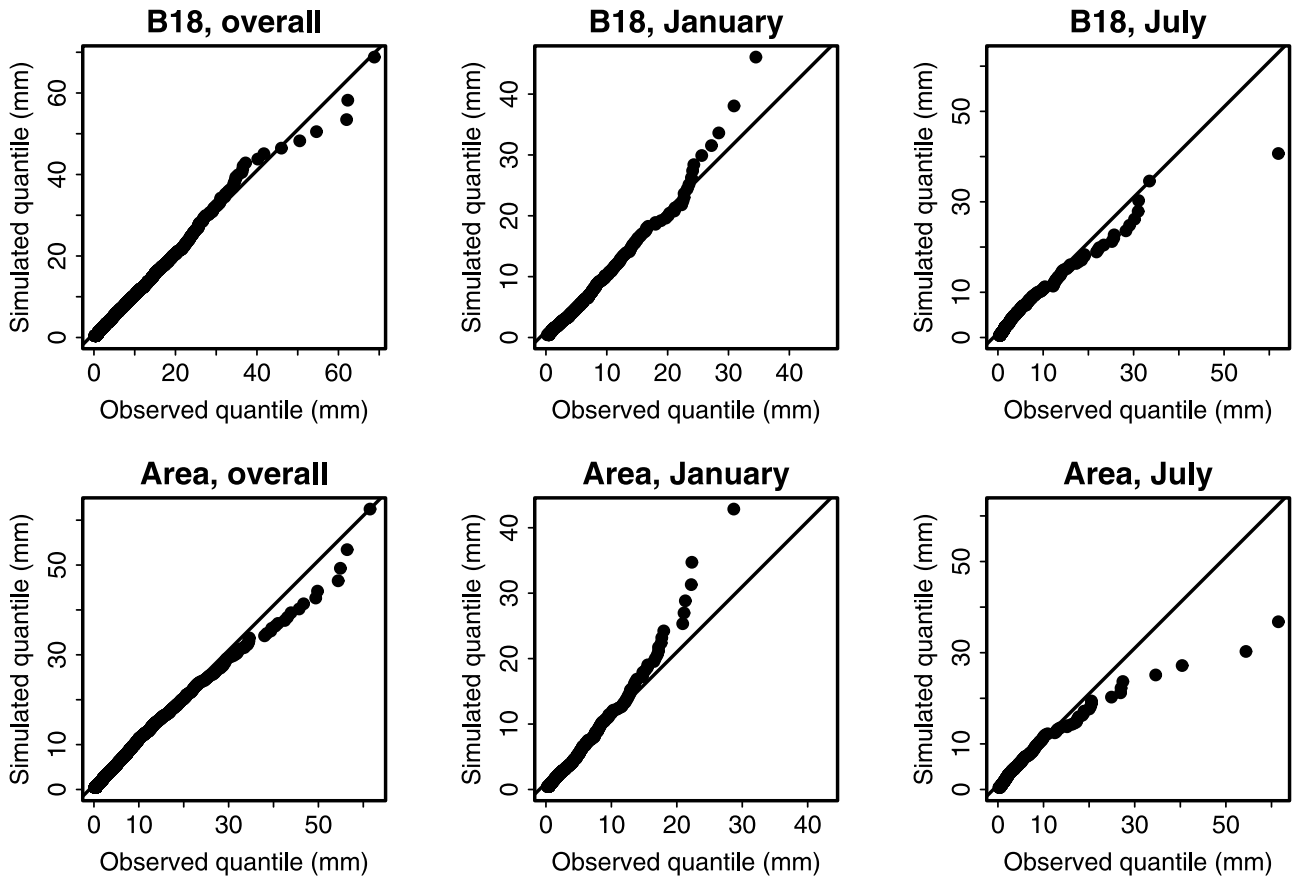 B18, overall
B18, January
B18, July
Simulated quantile (mm)
0 20 40 60
Simulated quantile (mm)
0 10 20 30 40
Simulated quantile (mm)
0 10 30 50
0 20 40 60
0 10 20 30 40
0 10 30 50
Observed quantile (mm)
Observed quantile (mm)
Observed quantile (mm)
Area, overall
Area, January
Area, July
Simulated quantile (mm)
0 10 30 50
Simulated quantile (mm)
0 10 20 30 40
Simulated quantile (mm)
0 10 30 50
0 10 30 50
0 10 20 30 40
0 10 30 50
Observed quantile (mm)
Observed quantile (mm)
Observed quantile (mm)